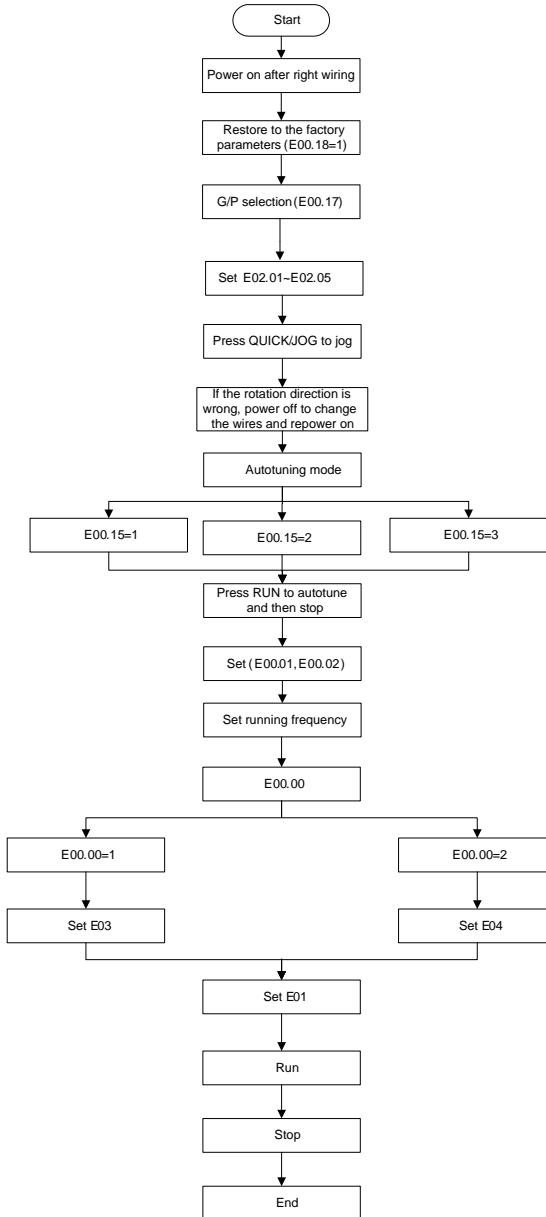 Start
Power on after right wiring
Restore to the factory
parameters (E00.18=1)
G/P selection (E00.17)
Set E02.01~E02.05
Press QUICK/JOG to jog
If the rotation direction is
wrong, power off to change
the wires and repower on
Autotuning mode
E00.15=1
E00.15=2
E00.15=3
Press RUN to autotune
and then stop
Set (E00.01, E00.02)
Set running frequency
E00.00
E00.00=1
E00.00=2
Set E03
Set E04
Set E01
Run
Stop
End